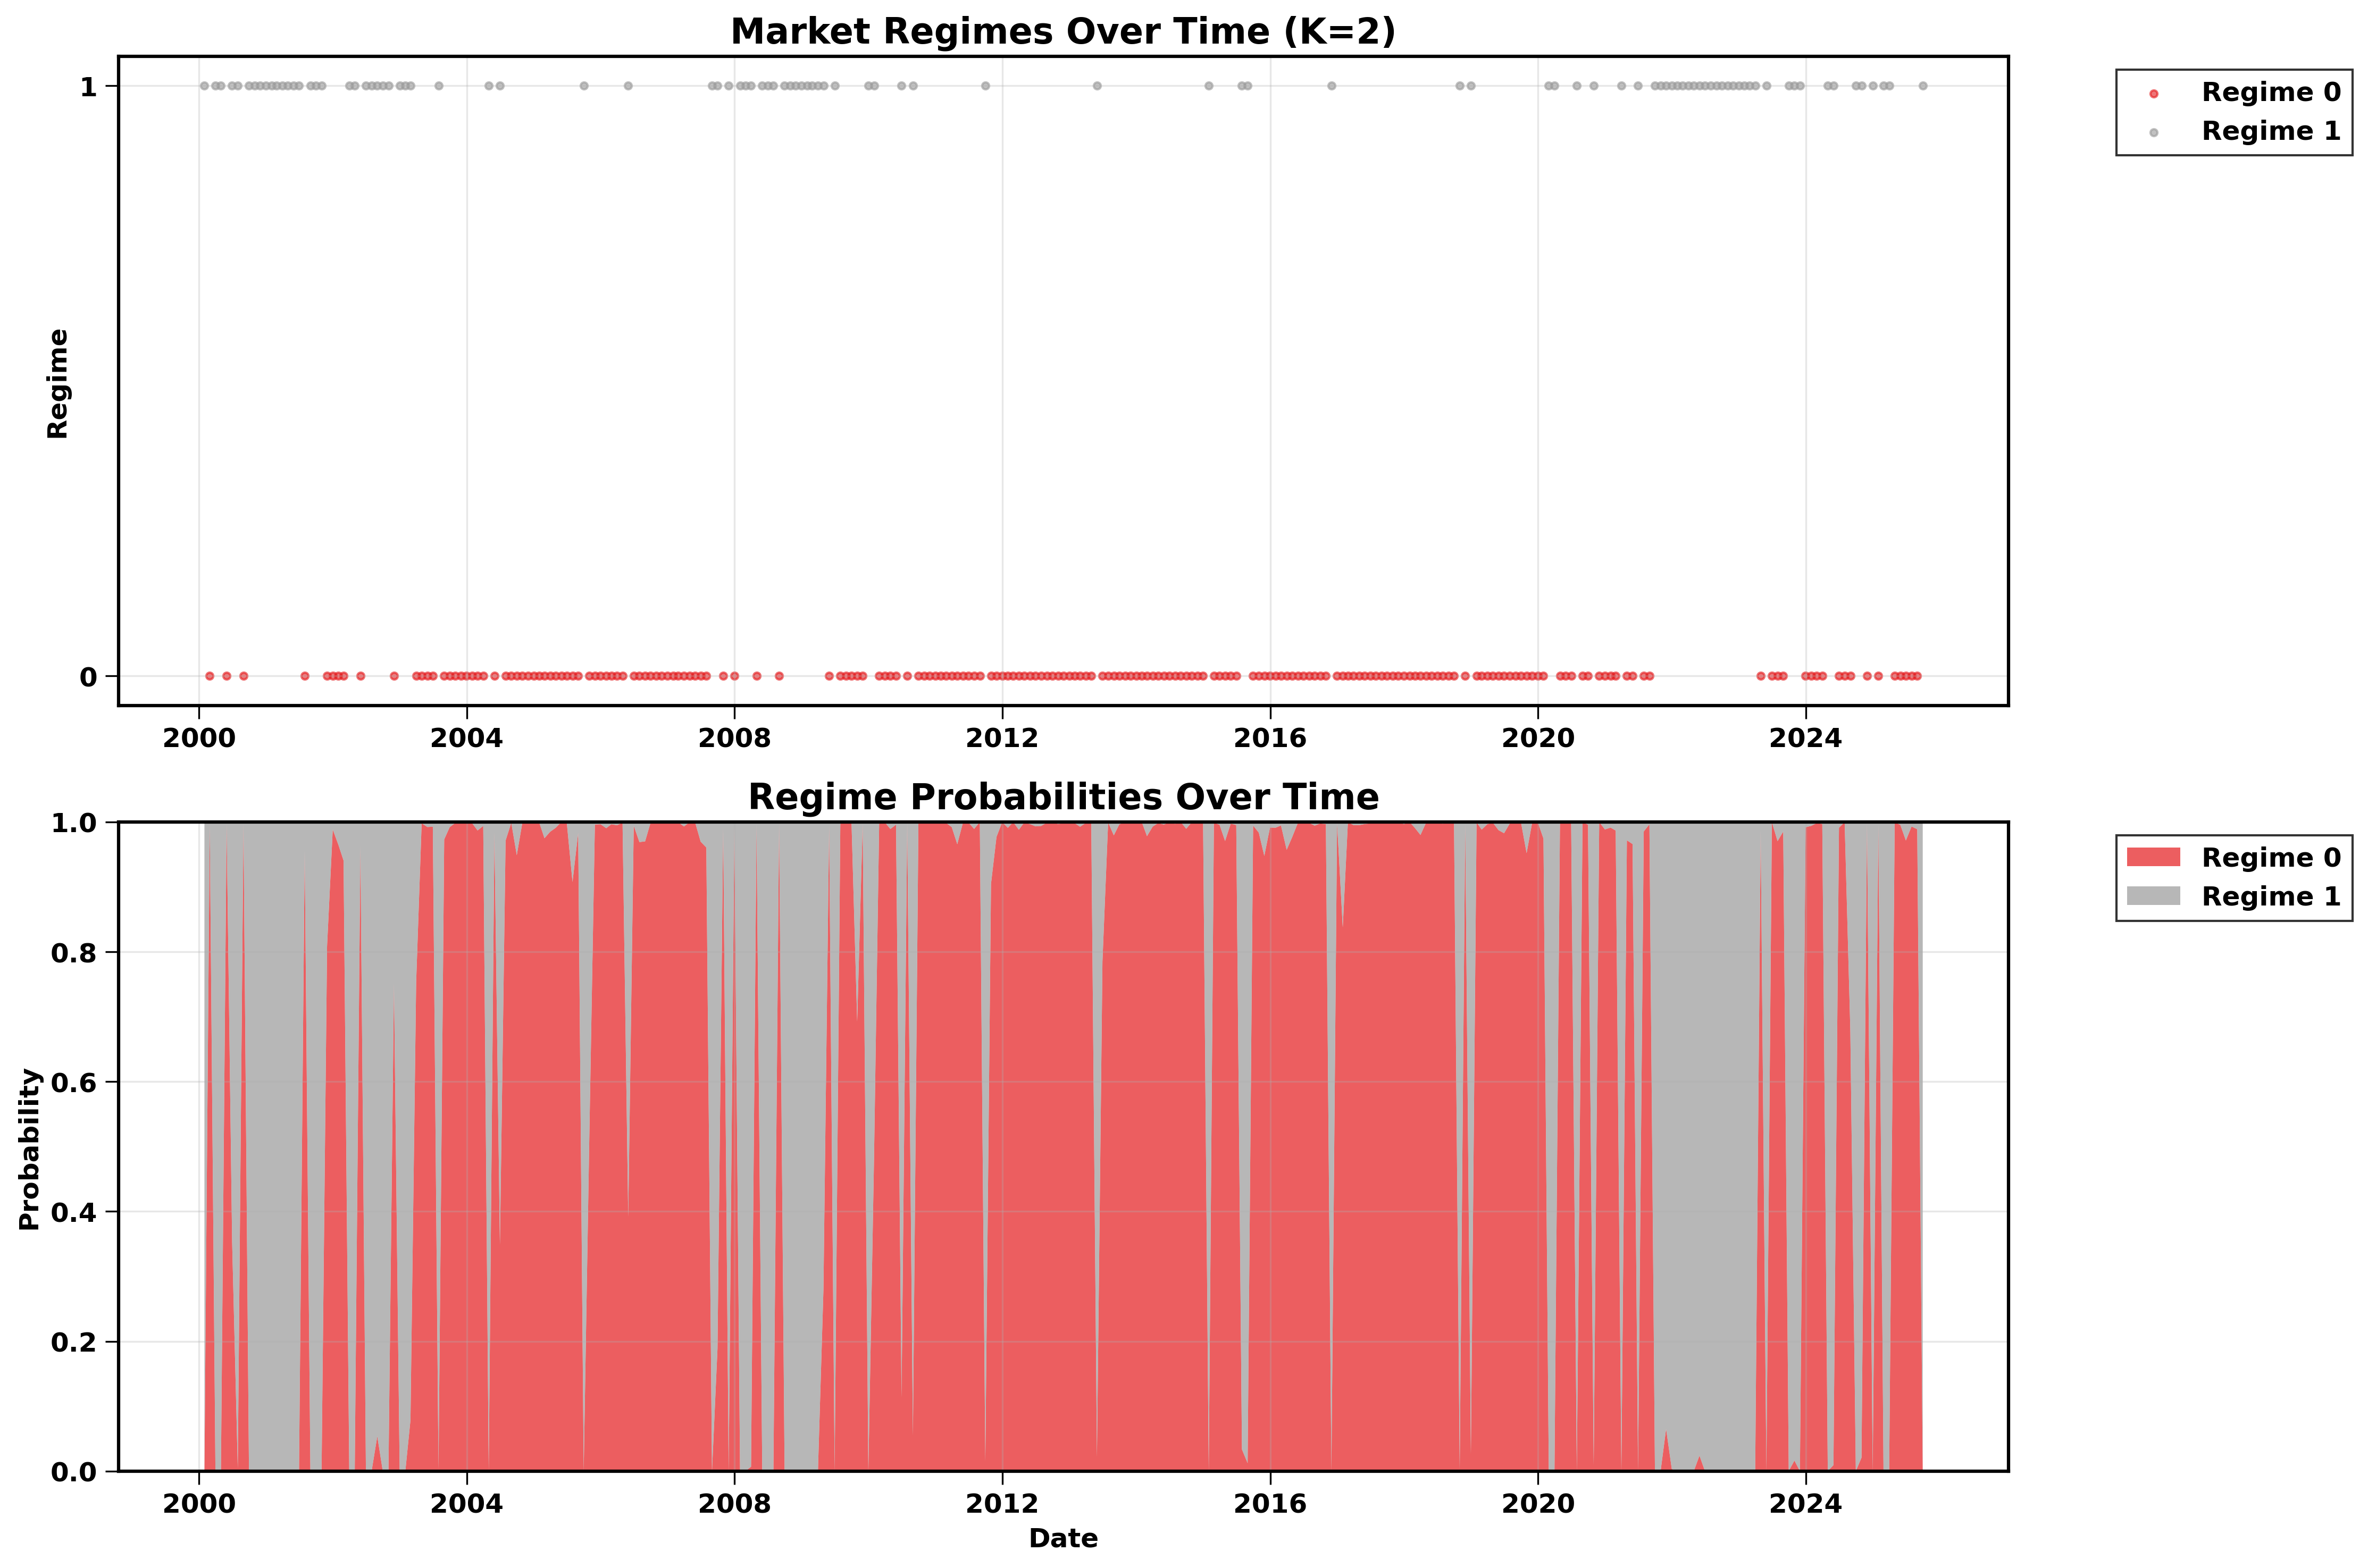 Market Regimes Over Time (K=2)
1
0
Regime
2000 2004 2008 2012 2016 2020 2024
Regime 0
Regime 1
Regime Probabilities Over Time
1.0
0.8
0.6
0.4
0.2
0.0
Probability
2000 2004 2008 2012 2016 2020 2024
Date
Regime 0
Regime 1